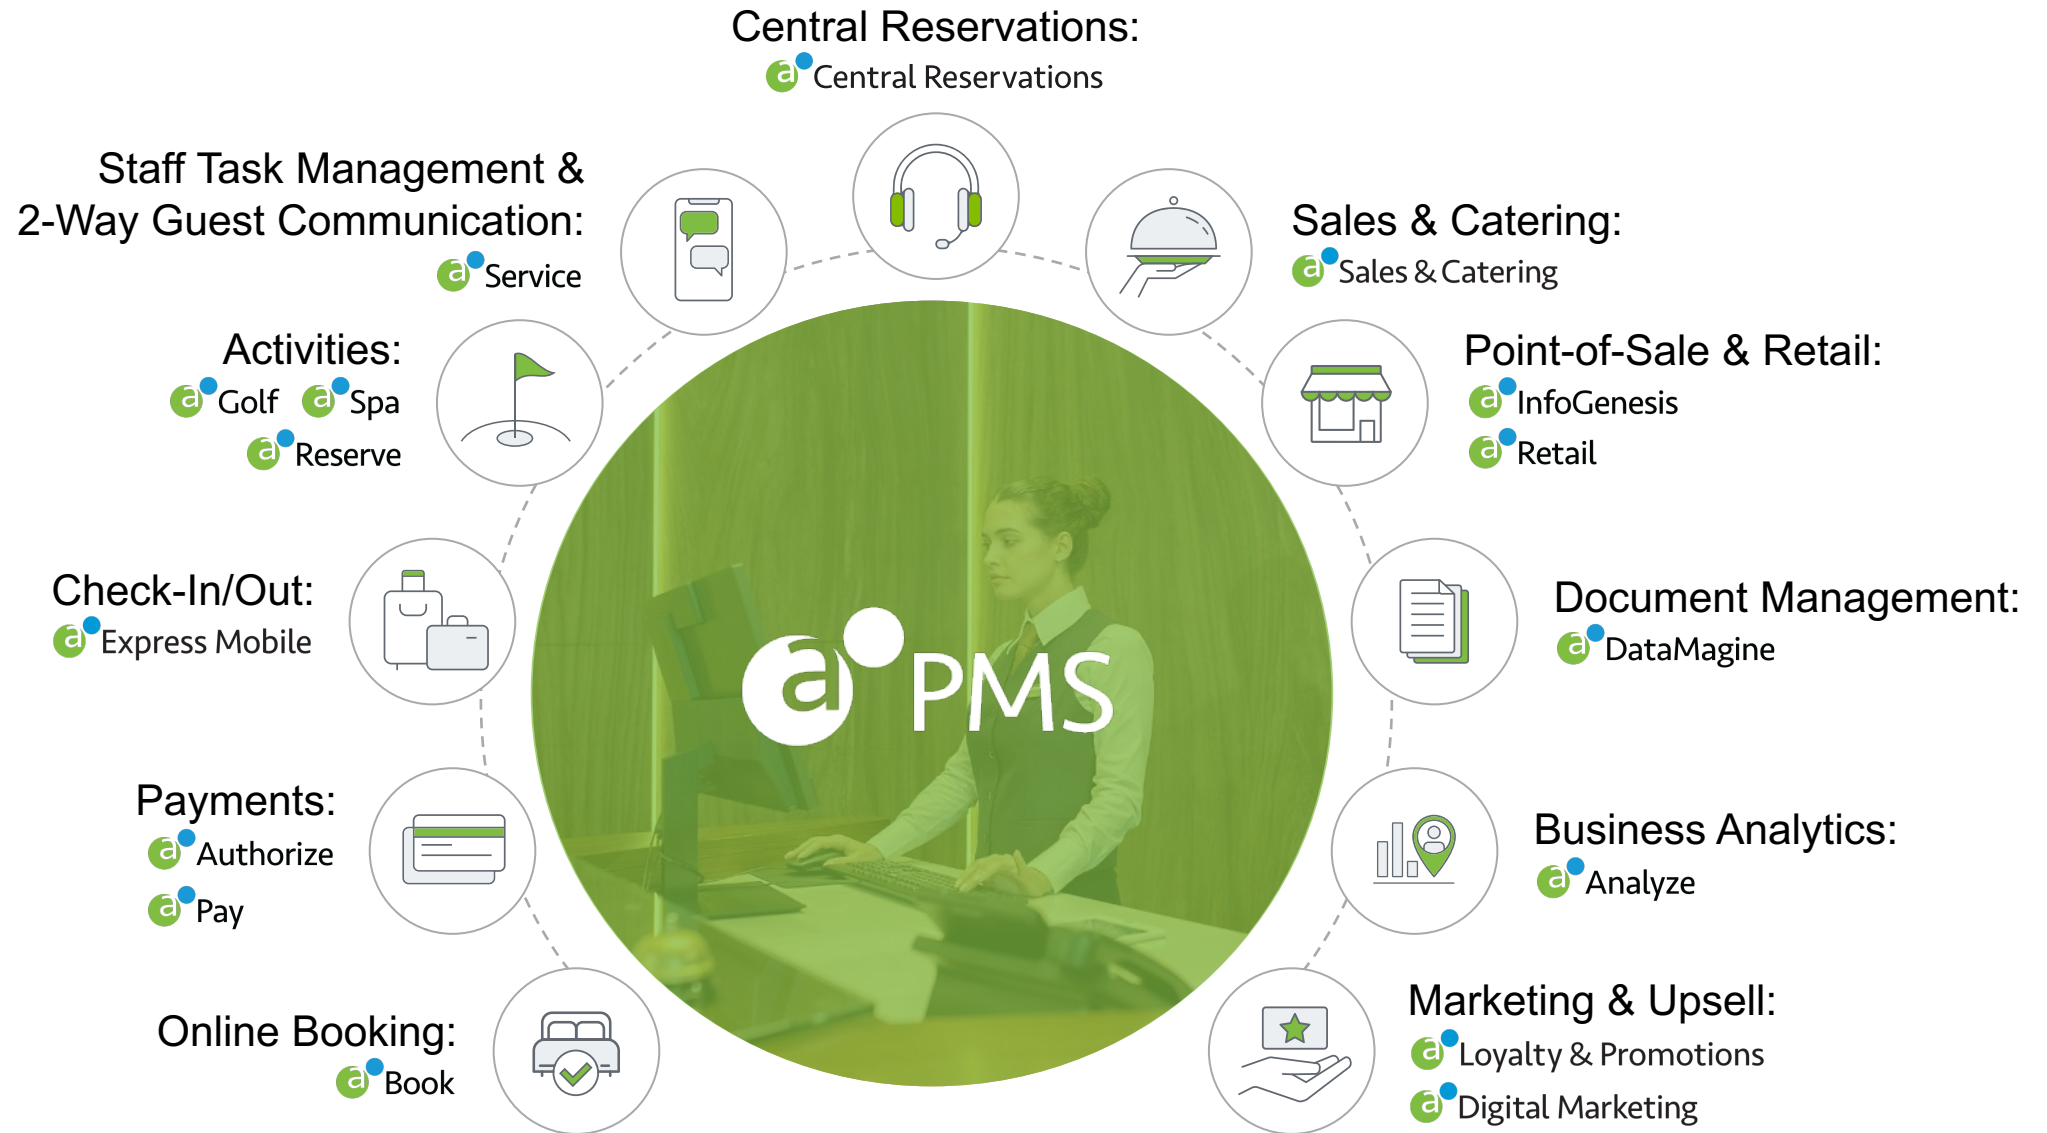 Central Reservations:
a Central Reservations
Staff Task Management &
2-Way Guest Communication:
a Service
Sales & Catering:
a Sales & Catering
Activities:
a Golf a Spa
a Reserve
Point-of-Sale & Retail:
a InfoGenesis
a Retail
Check-In/Out:
a Express Mobile
Document Management:
a DataMagine
a PMS
Payments:
a Authorize
a Pay
Business Analytics:
a Analyze
Online Booking:
a Book
Marketing & Upsell:
a Loyalty & Promotions
a Digital Marketing